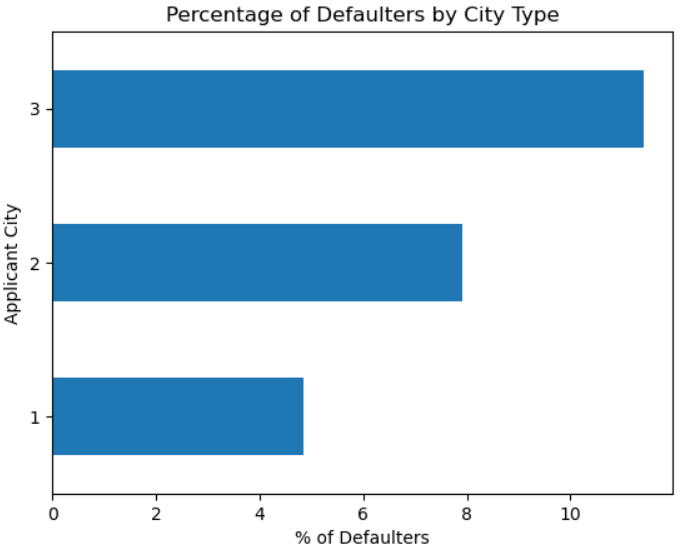 Percentage of Defaulters by City Type
Applicant City
3
2
1
0 2 4 6 8 10
% of Defaulters